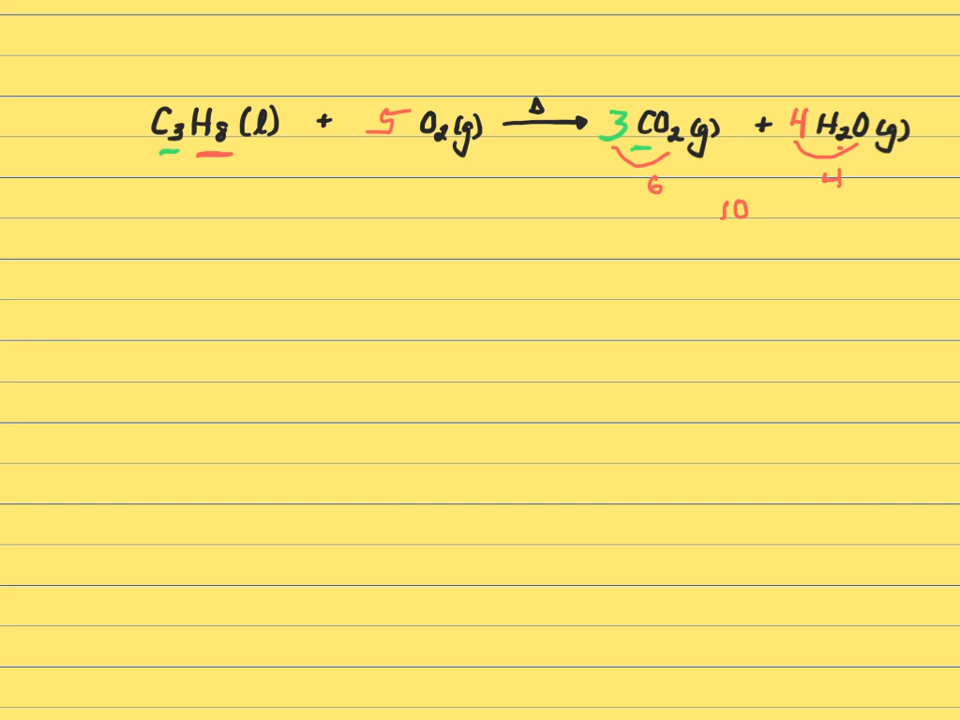 C₃H₈(l) + 5 O₂(g) —Δ→ 3 CO₂(g) + 4 H₂O(g)
6 4
10